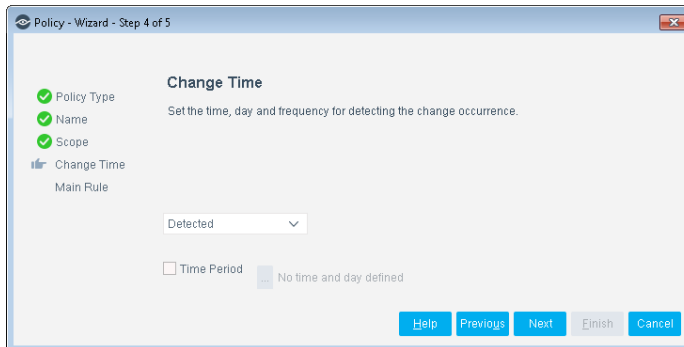 Policy - Wizard - Step 4 of 5
Policy Type
Name
Scope
Change Time
Main Rule
Change Time
Set the time, day and frequency for detecting the change occurrence.
Detected
Time Period
... No time and day defined
Help Previous Next Finish Cancel